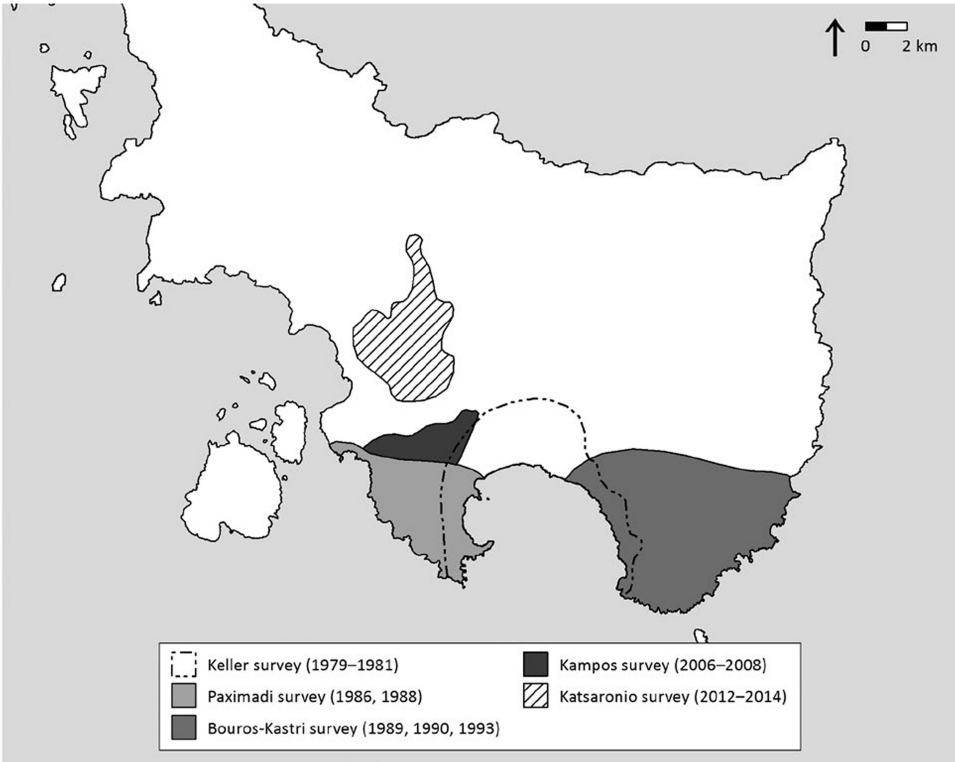 0 2 km
Keller survey (1979–1981)
Paximadi survey (1986, 1988)
Bouros-Kastri survey (1989, 1990, 1993)
Kampos survey (2006–2008)
Katsaronio survey (2012–2014)